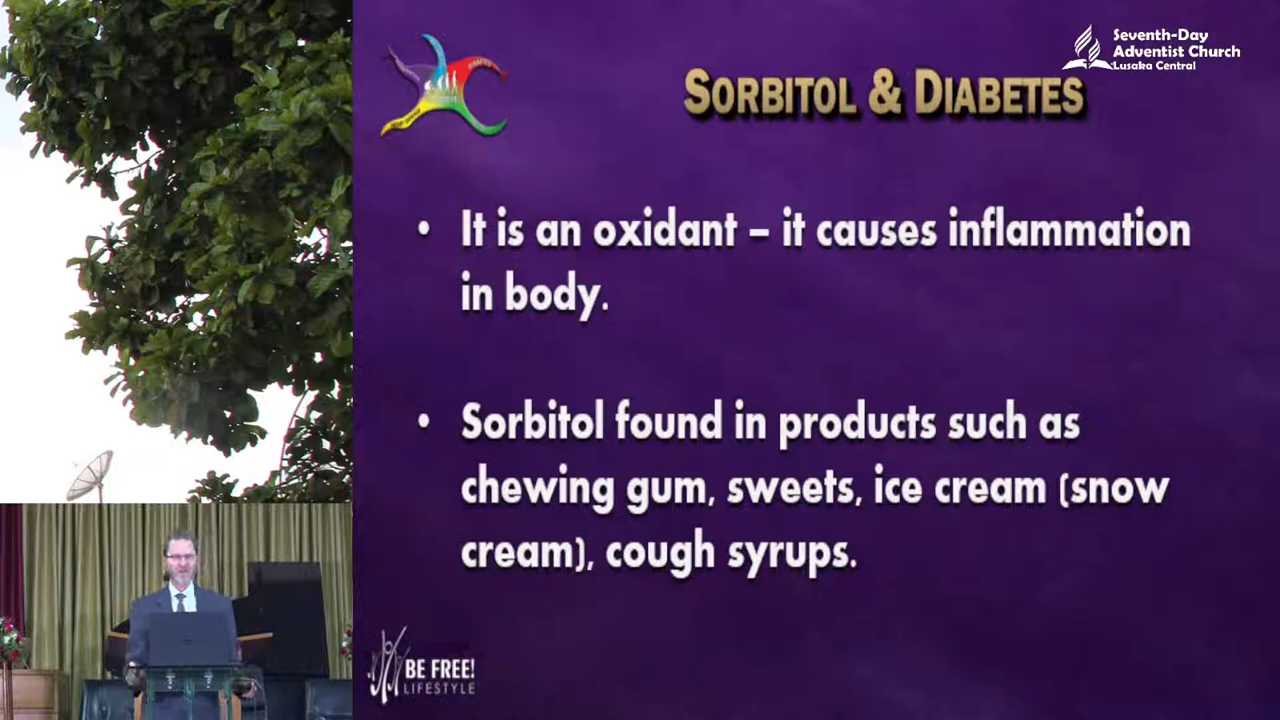 Seventh-Day
Adventist Church
Lusaka Central
SORBITOL & DIABETES
• It is an oxidant – it causes inflammation
in body.
• Sorbitol found in products such as
chewing gum, sweets, ice cream (snow
cream), cough syrups.
BE FREE!
LIFESTYLE